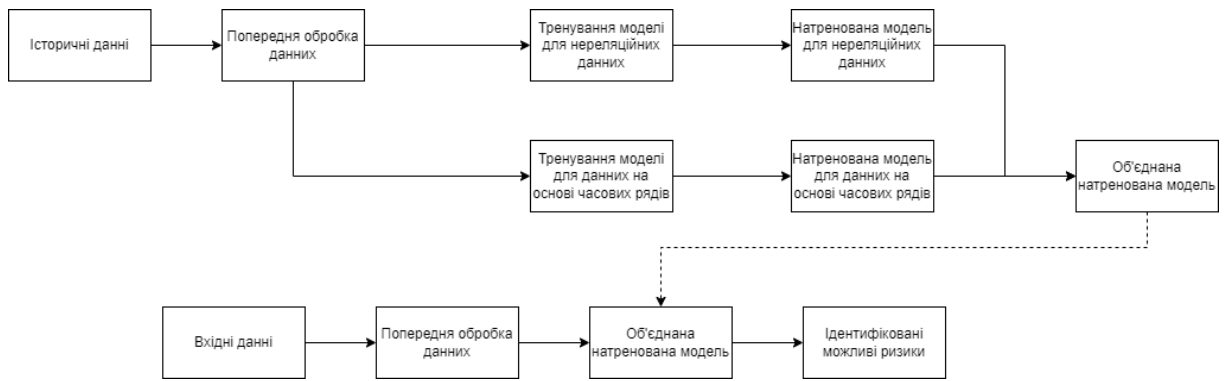 Історичні данні
Попередня обробка
данних
Тренування моделі
для нереляційних
данних
Натренована модель
для нереляційних
данних
Тренування моделі
для данних на
основі часових рядів
Натренована модель
для данних на
основі часових рядів
Об'єднана
натренована модель
Вхідні данні
Попередня обробка
данних
Об'єднана
натренована модель
Ідентифіковані
можливі ризики